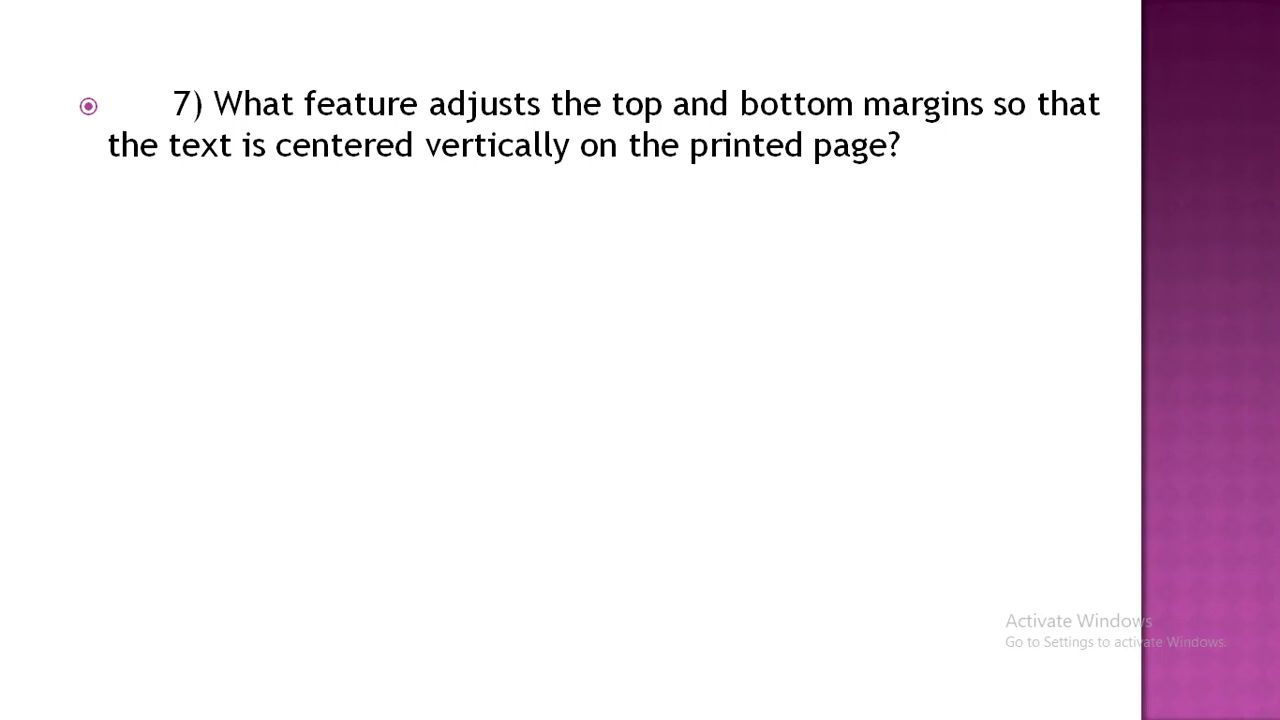 7) What feature adjusts the top and bottom margins so that
the text is centered vertically on the printed page?
Activate Windows
Go to Settings to activate Windows.